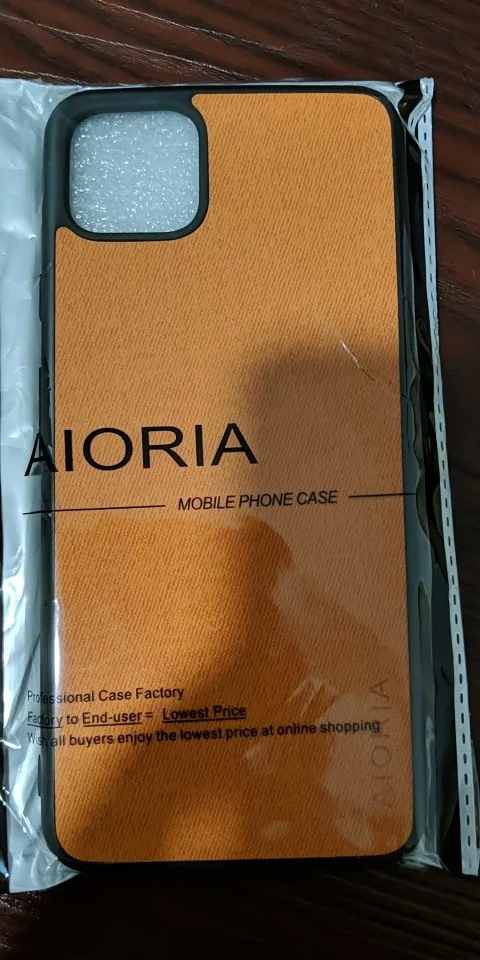 AIORIA
MOBILE PHONE CASE
Professional Case Factory
Factory to End-user = Lowest Price
Wish all buyers enjoy the lowest price at online shopping
AIORIA